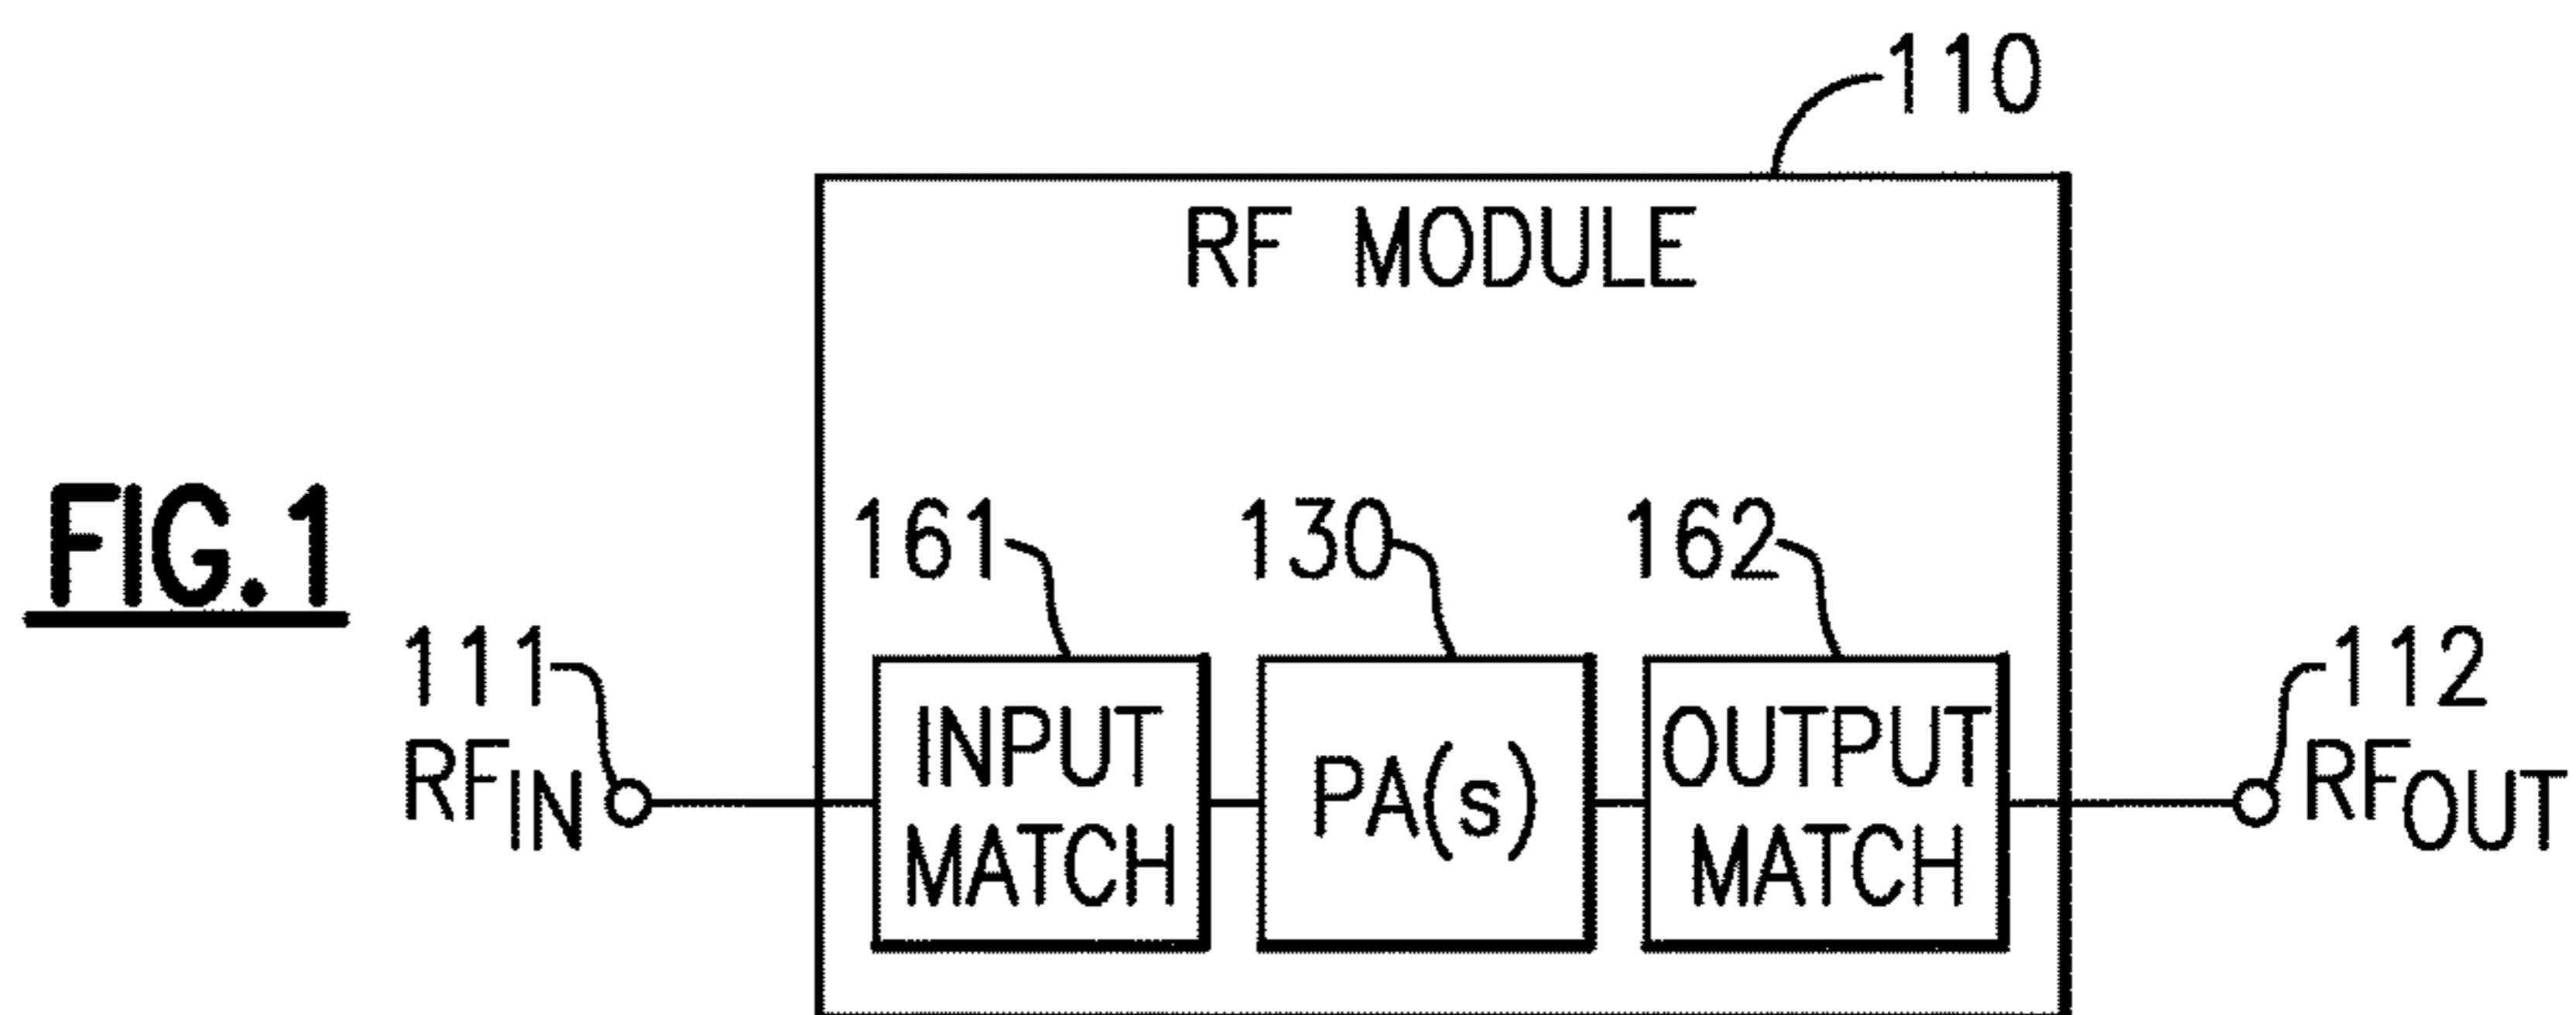 110
RF MODULE
FIG.1
161
130
162
111
RFIN
INPUT
MATCH
PA(s)
OUTPUT
MATCH
112
RFOUT